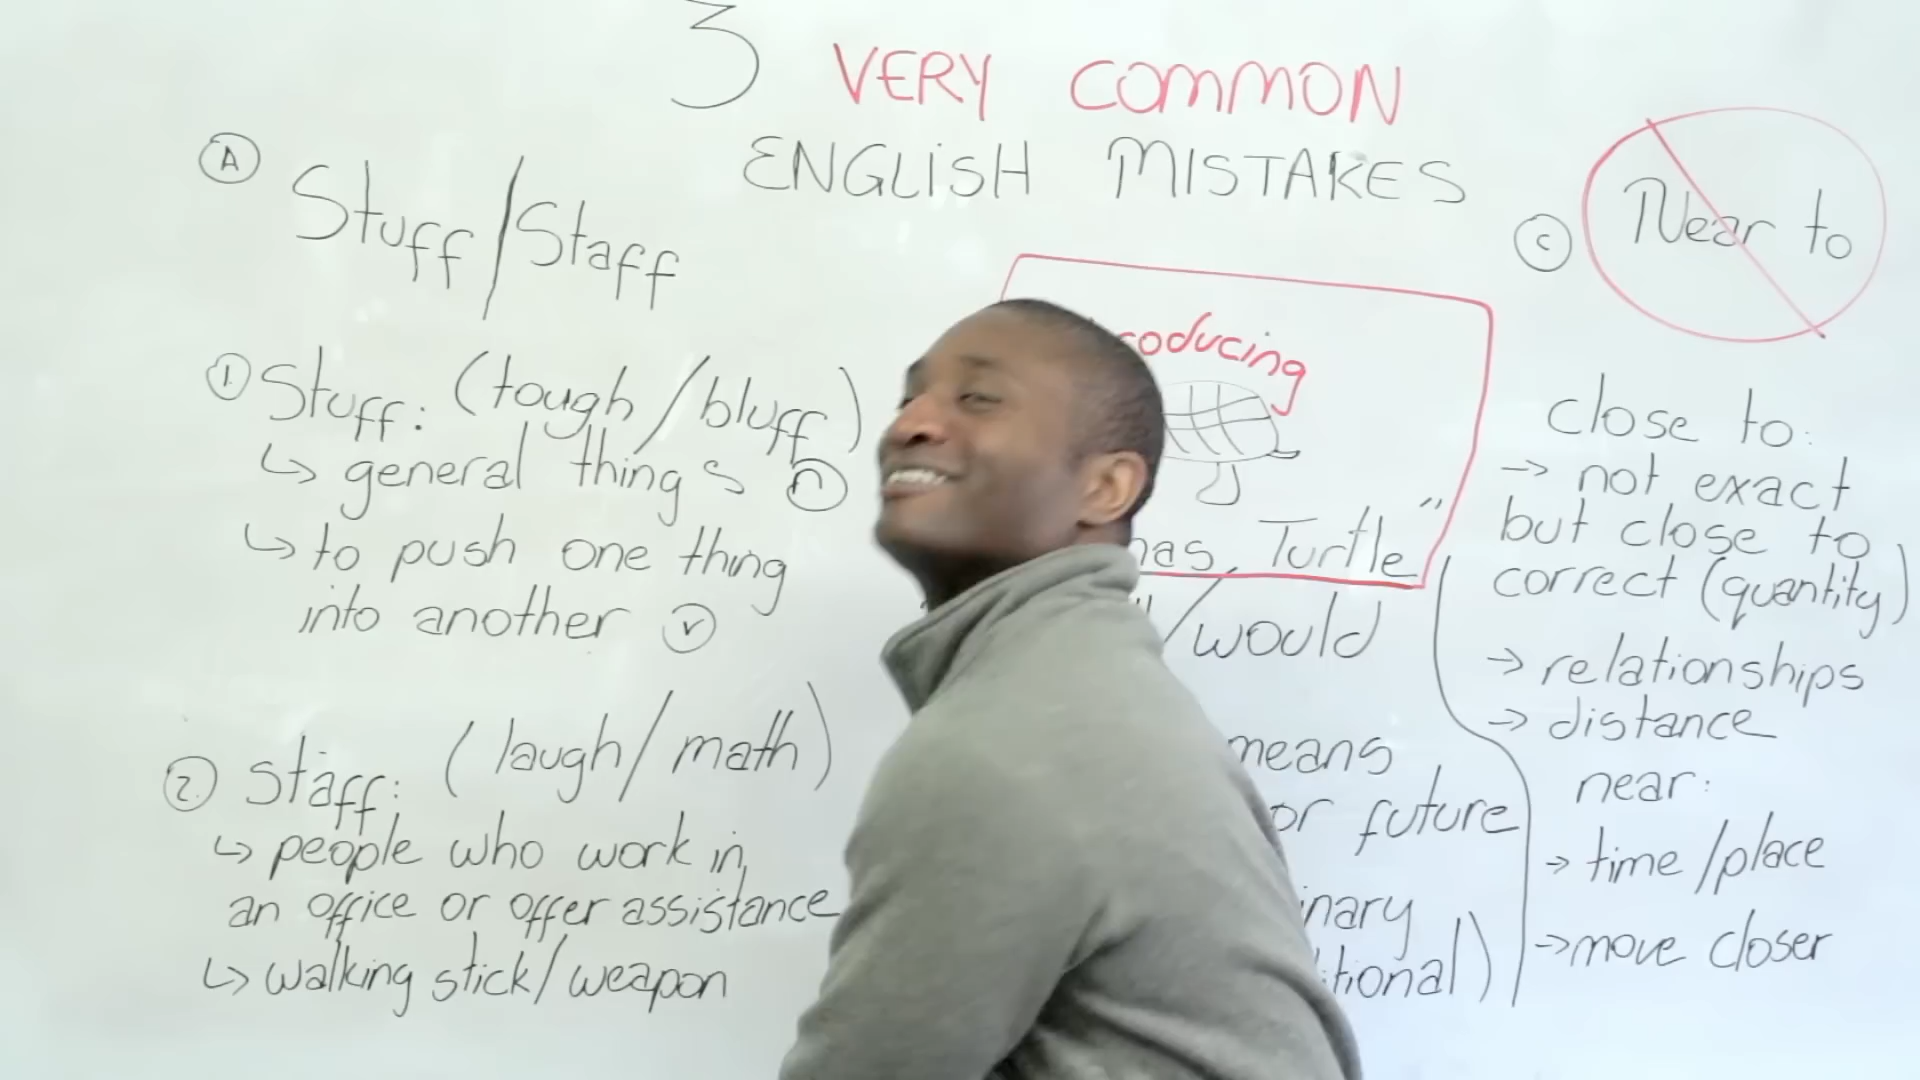 3 VERY COMMON
ENGLISH MISTAKES
A
Stuff/Staff
1. Stuff: (tough/bluff)
↳ general things n
↳ to push one thing
into another v
2. Staff: (laugh/math)
↳ people who work in
an office or offer assistance
↳ walking stick/weapon
Turtle"
/would
means
or future
C
Near to
close to:
→ not exact
but close to
correct (quantity)
→ relationships
→ distance
near:
→ time/place
→ move closer